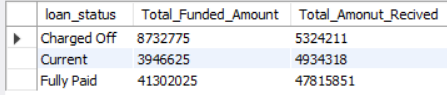 loan_status Total_Funded_Amount Total_Amonut_Recived
Charged Off 8732775 5324211
Current 3946625 4934318
Fully Paid 41302025 47815851